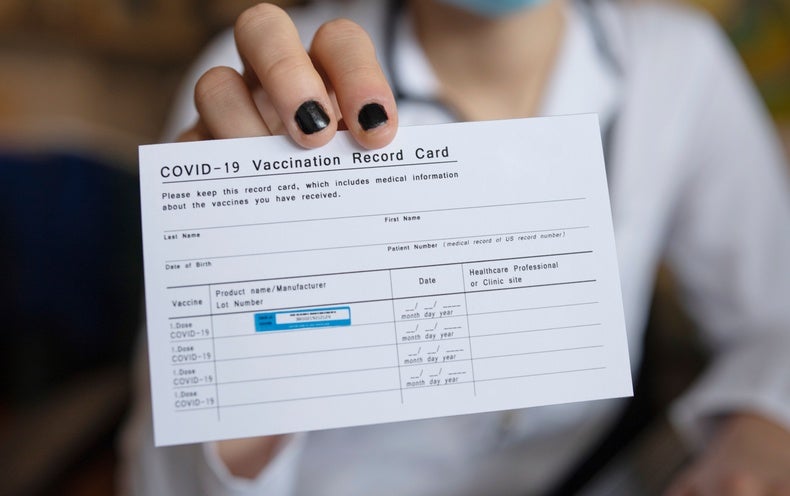 COVID-19 Vaccination Record Card
Please keep this record card, which includes medical information
about the vaccines you have received.
Last Name First Name
Date of Birth Patient Number (medical record of US record number)
Vaccine Product name/Manufacturer Date Healthcare Professional
Lot Number or Clinic site
1.Dose __/ __/ ____
COVID-19 month day year
1.Dose __/ __/ ____
COVID-19 month day year
1.Dose __/ __/ ____
COVID-19 month day year
1.Dose __/ __/ ____
COVID-19 month day year